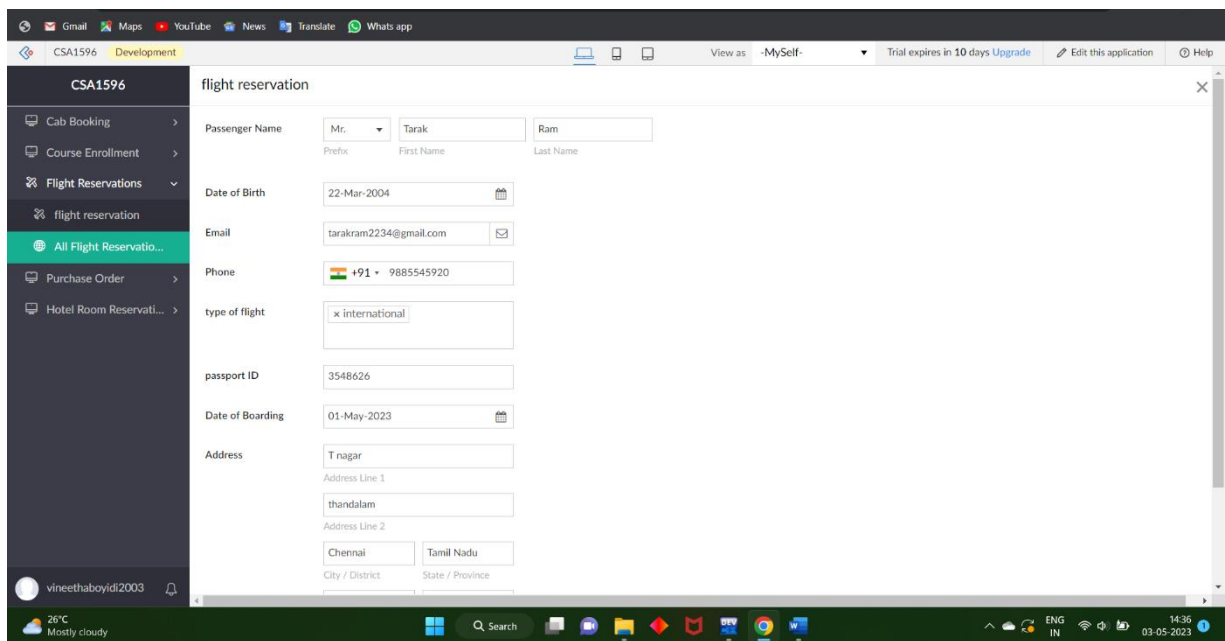 Gmail Maps YouTube News Translate Whats app
CSA1596 Development View as -MySelf- Trial expires in 10 days Upgrade Edit this application Help
CSA1596
Cab Booking
Course Enrollment
Flight Reservations
flight reservation
All Flight Reservatio...
Purchase Order
Hotel Room Reservati...
vineethaboyidi2003
flight reservation
Passenger Name Mr. Tarak Ram
Prefix First Name Last Name
Date of Birth 22-Mar-2004
Email tarakram2234@gmail.com
Phone +91 9885545920
type of flight × international
passport ID 3548626
Date of Boarding 01-May-2023
Address T nagar
Address Line 1
thandalam
Address Line 2
Chennai Tamil Nadu
City / District State / Province
26°C
Mostly cloudy
Search
DEV
W
ENG
IN
14:36
03-05-2023
1